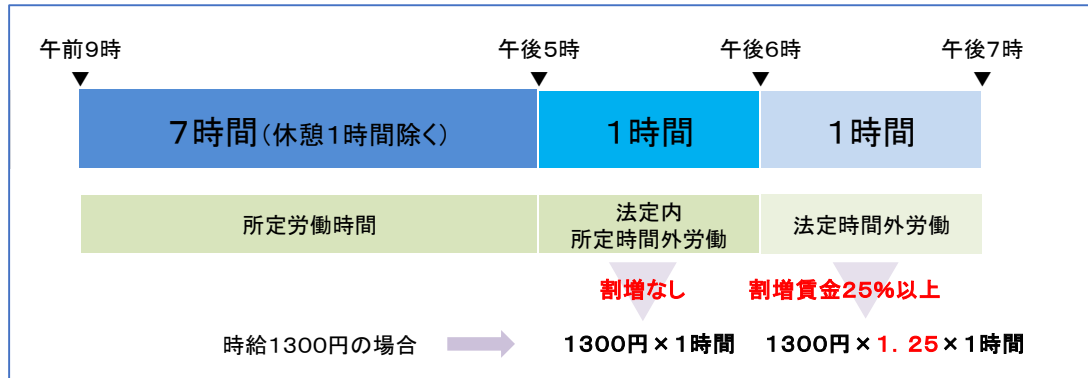 午前9時 午後5時 午後6時 午後7時
▼ ▼ ▼ ▼
7時間(休憩1時間除く) 1時間 1時間
所定労働時間 法定内 法定時間外労働
所定時間外労働
割増なし 割増賃金25%以上
時給1300円の場合 1300円×1時間 1300円×1.25×1時間